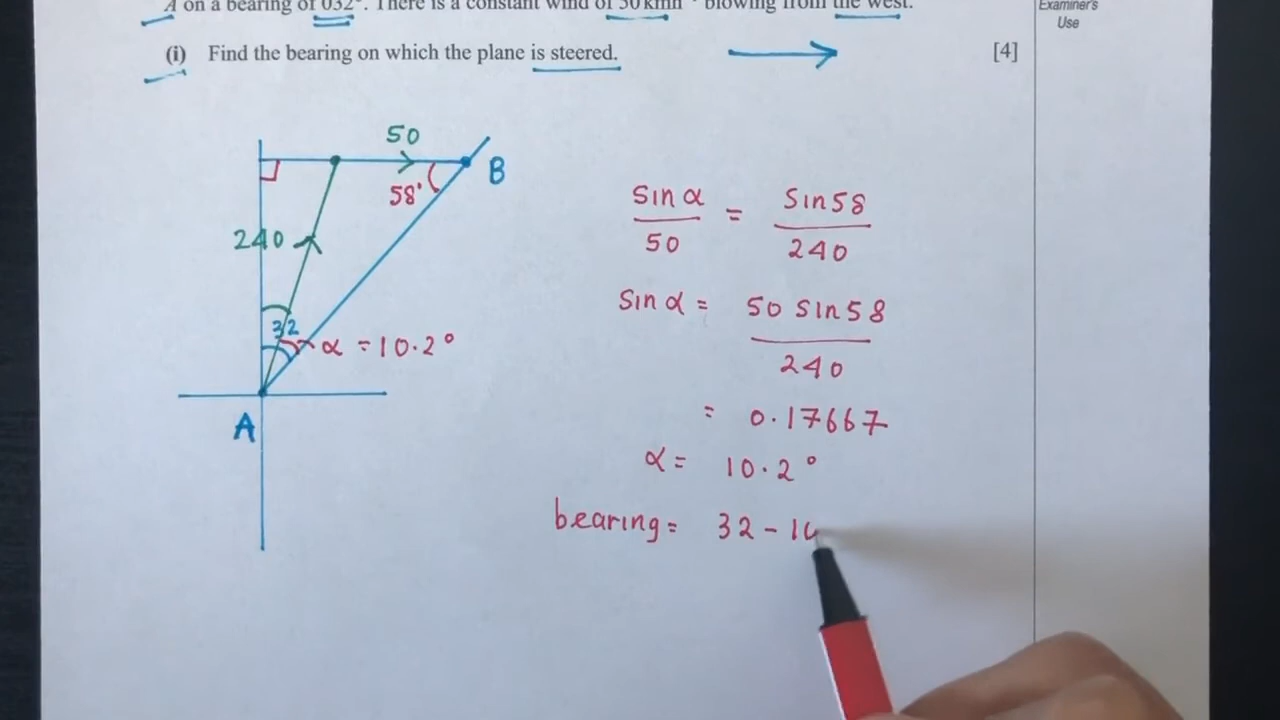 A on a bearing of 032°. There is a constant wind of 50 kmh⁻¹ blowing from the west.
Examiner's
Use
(i) Find the bearing on which the plane is steered.
[4]
50
B
58°
240
32
α = 10.2°
A
Sin α / 50 = Sin 58 / 240
Sin α = 50 Sin 58 / 240
= 0.17667
α = 10.2°
bearing = 32 - 10